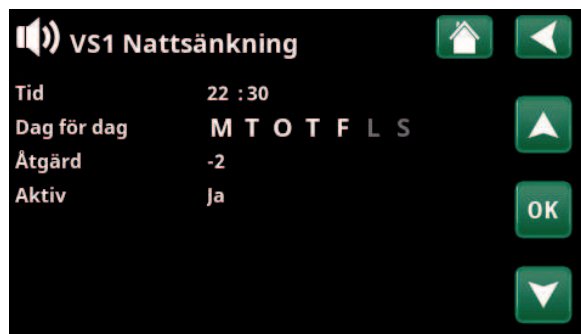 VS1 Nattsänkning
Tid 22 :30
Dag för dag M T O T F L S
Åtgärd -2
Aktiv Ja
OK